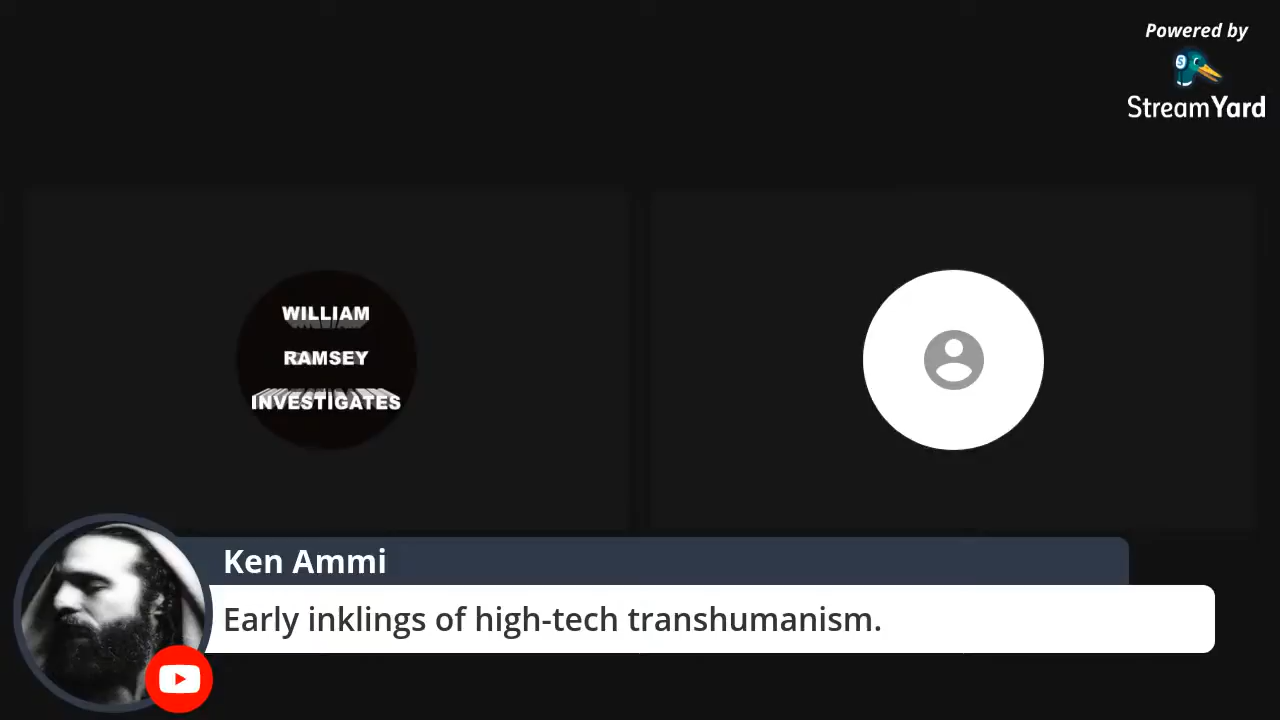 Powered by
S
StreamYard
WILLIAM
RAMSEY
INVESTIGATES
Ken Ammi
Early inklings of high-tech transhumanism.